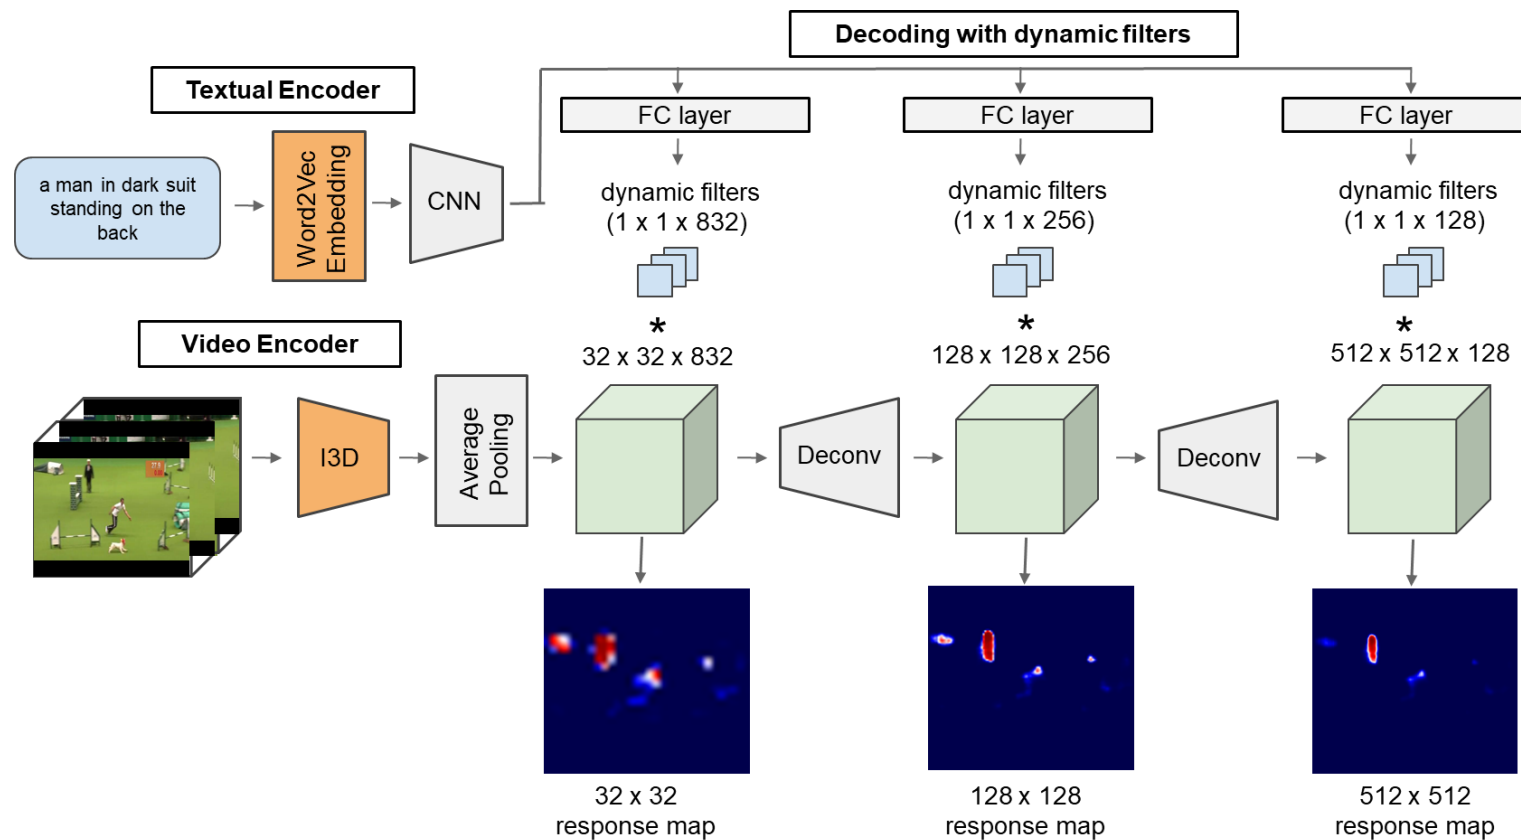 Decoding with dynamic filters
Textual Encoder
FC layer
FC layer
FC layer
a man in dark suit
standing on the
back
Word2Vec
Embedding
CNN
dynamic filters
(1 x 1 x 832)
dynamic filters
(1 x 1 x 256)
dynamic filters
(1 x 1 x 128)
Video Encoder
*
32 x 32 x 832
*
128 x 128 x 256
*
512 x 512 x 128
I3D
Average
Pooling
Deconv
Deconv
32 x 32
response map
128 x 128
response map
512 x 512
response map